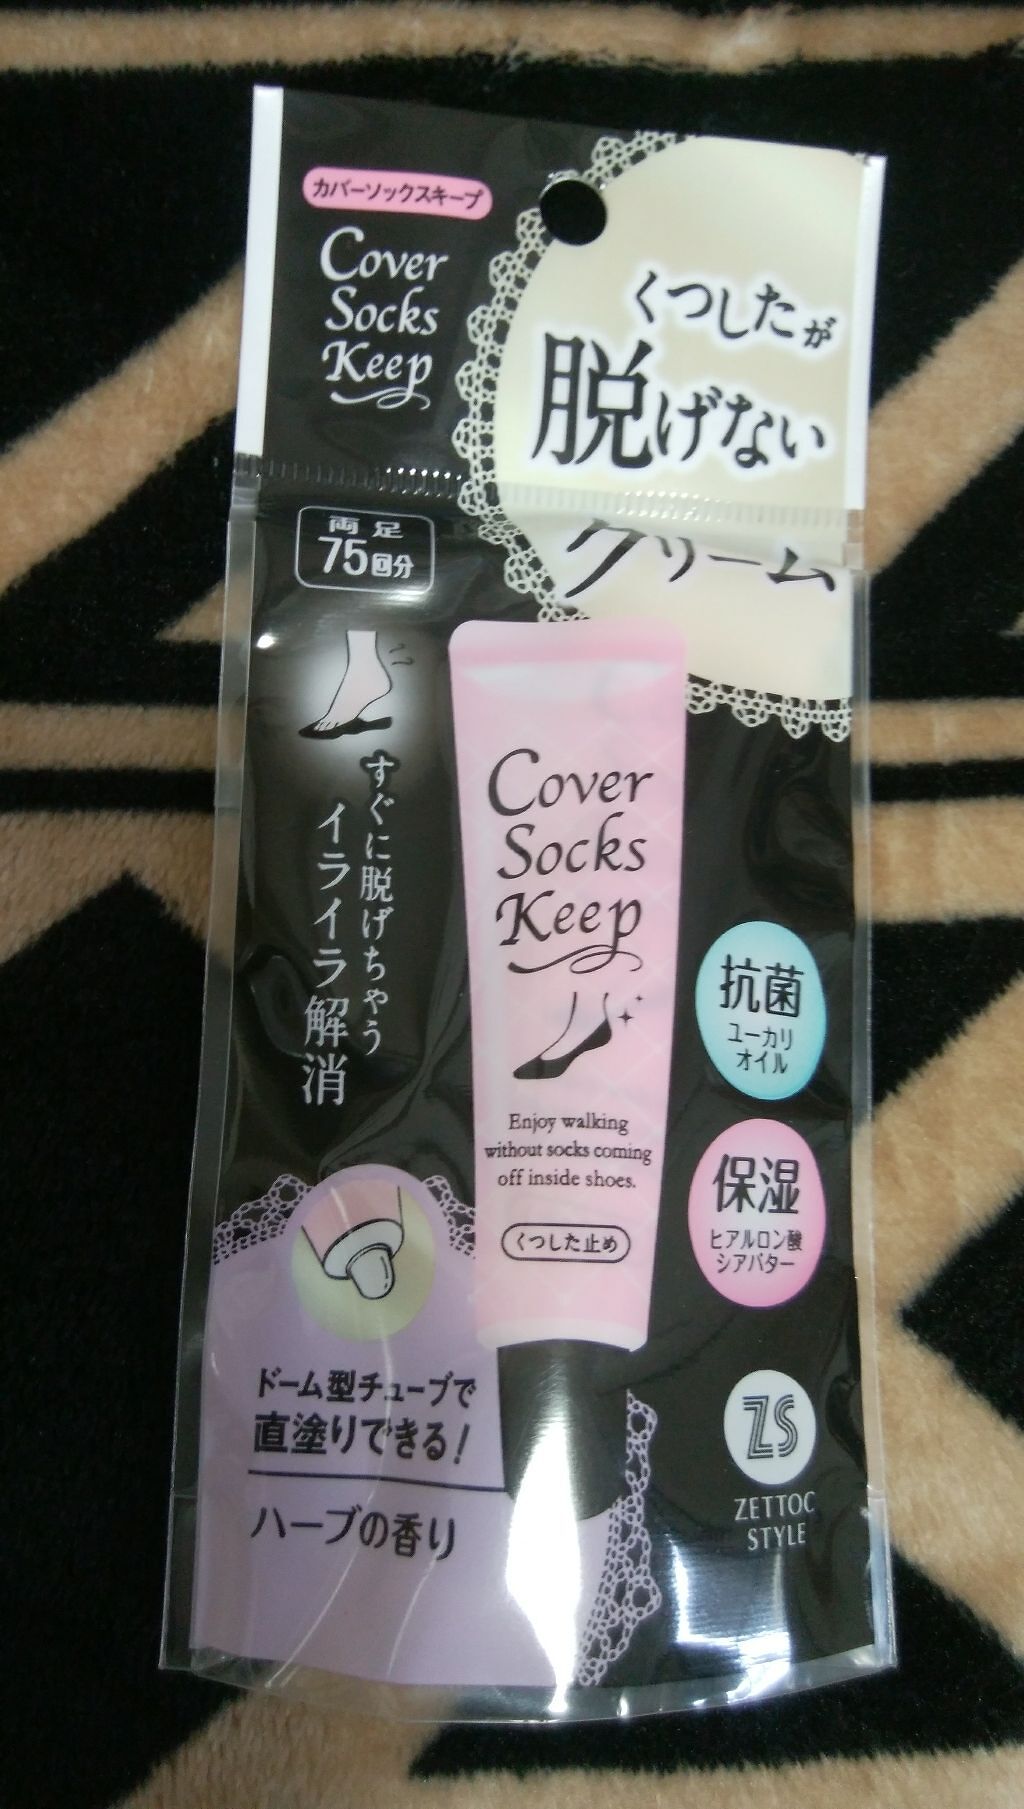 カバーソックスキープ
Cover
Socks
Keep
くつしたが
脱げない
クリーム
両足
75回分
すぐに脱げちゃう
イライラ解消
Cover
Socks
Keep
Enjoy walking
without socks coming
off inside shoes.
くつした止め
抗菌
ユーカリ
オイル
保湿
ヒアルロン酸
シアバター
ドーム型チューブで
直塗りできる!
ハーブの香り
ZS
ZETTOC
STYLE